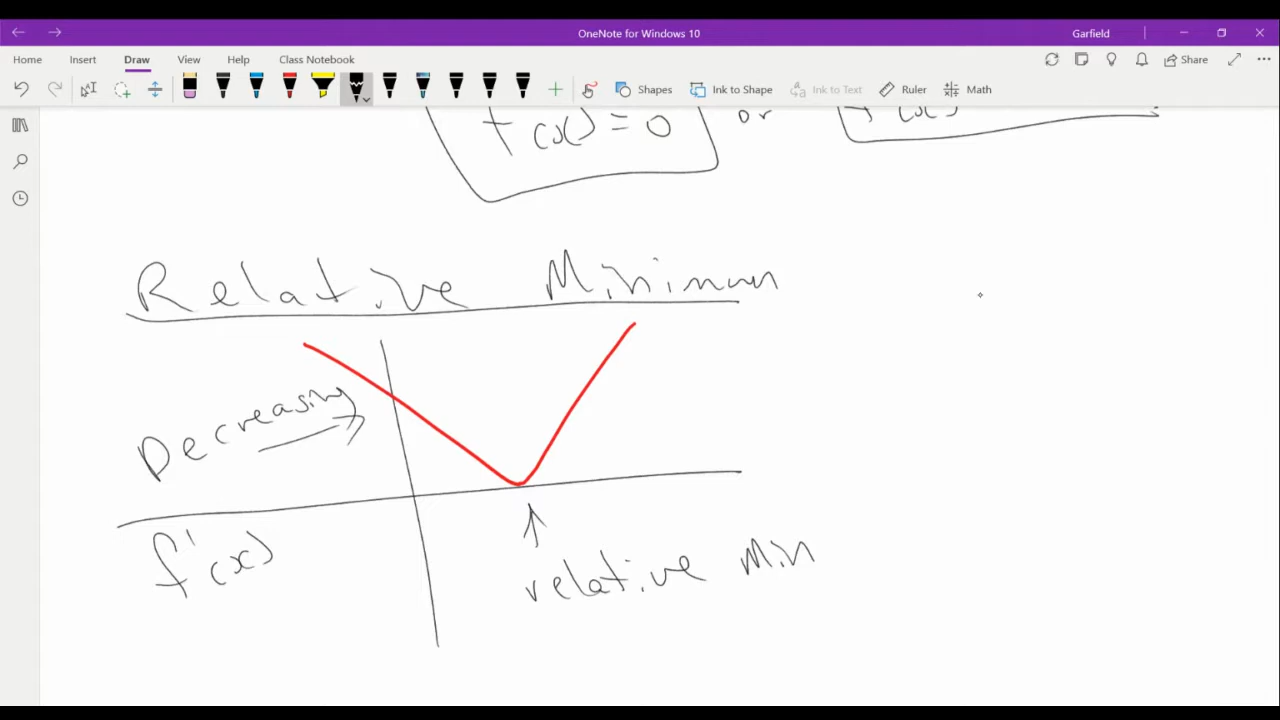 OneNote for Windows 10
Garfield
Home Insert Draw View Help Class Notebook
Share
Shapes Ink to Shape Ink to Text Ruler Math
f(x) = 0 or f(x)
Relative Minimum
Decreasing
f'(x)
relative Min